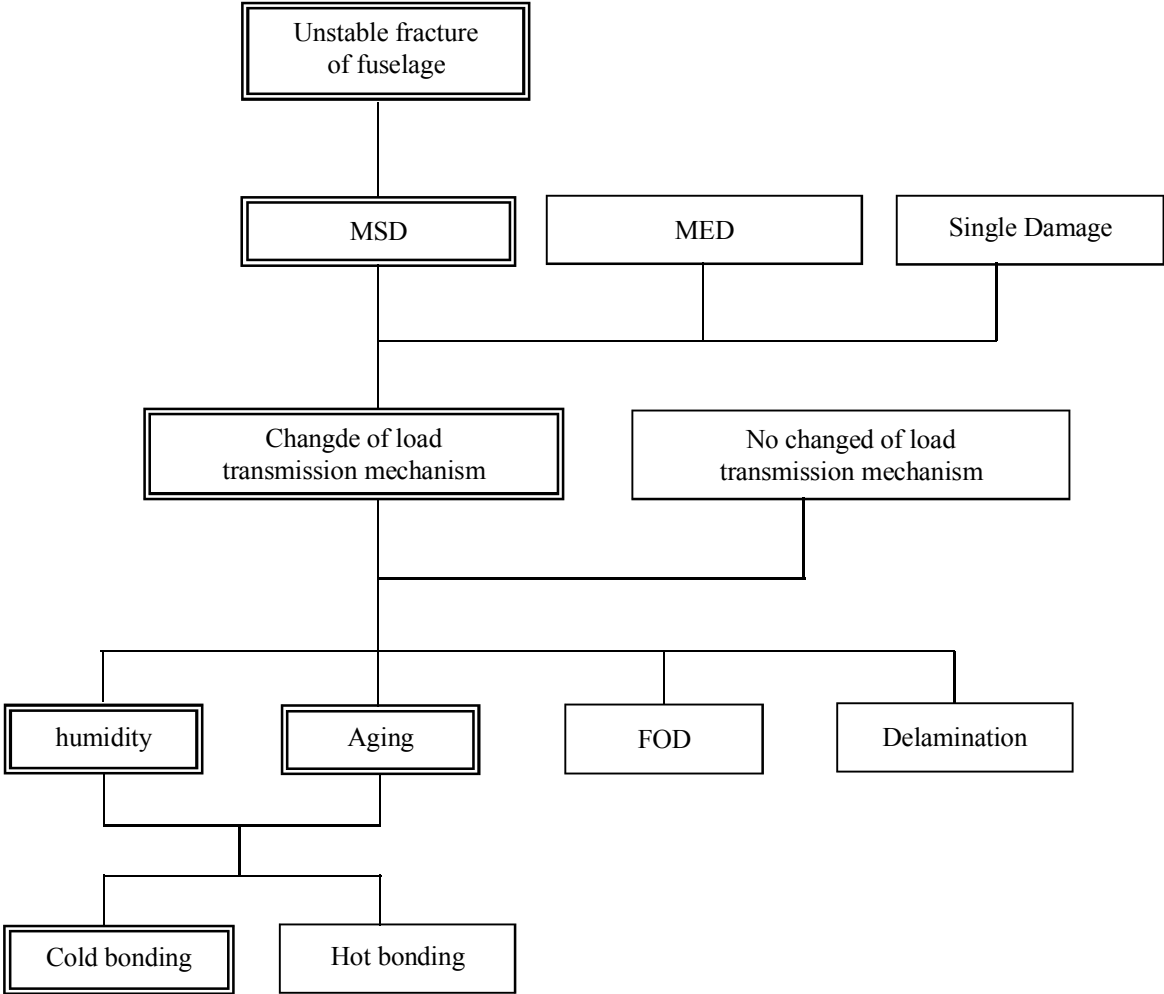 Unstable fracture
of fuselage
MSD
MED
Single Damage
Changde of load
transmission mechanism
No changed of load
transmission mechanism
humidity
Aging
FOD
Delamination
Cold bonding
Hot bonding